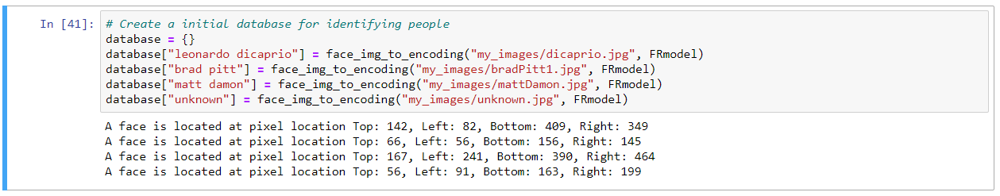 In [41]: # Create a initial database for identifying people
database = {}
database["leonardo dicaprio"] = face_img_to_encoding("my_images/dicaprio.jpg", FRmodel)
database["brad pitt"] = face_img_to_encoding("my_images/bradPitt1.jpg", FRmodel)
database["matt damon"] = face_img_to_encoding("my_images/mattDamon.jpg", FRmodel)
database["unknown"] = face_img_to_encoding("my_images/unknown.jpg", FRmodel)
A face is located at pixel location Top: 142, Left: 82, Bottom: 409, Right: 349
A face is located at pixel location Top: 66, Left: 56, Bottom: 156, Right: 145
A face is located at pixel location Top: 167, Left: 241, Bottom: 390, Right: 464
A face is located at pixel location Top: 56, Left: 91, Bottom: 163, Right: 199